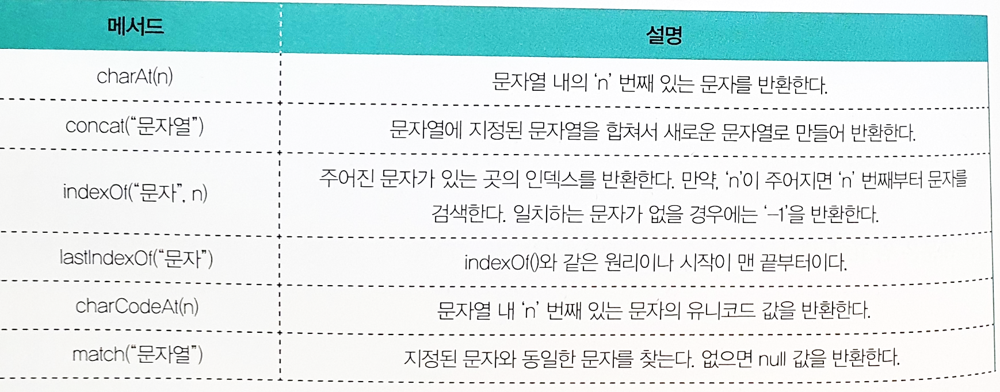 메서드 설명
charAt(n) 문자열 내의 ‘n’ 번째 있는 문자를 반환한다.
concat(“문자열”) 문자열에 지정된 문자열을 합쳐서 새로운 문자열로 만들어 반환한다.
indexOf(“문자”, n) 주어진 문자가 있는 곳의 인덱스를 반환한다. 만약, ‘n’이 주어지면 ‘n’ 번째부터 문자를
검색한다. 일치하는 문자가 없을 경우에는 ‘–1’을 반환한다.
lastIndexOf(“문자”) indexOf()와 같은 원리이나 시작이 맨 끝부터이다.
charCodeAt(n) 문자열 내 ‘n’ 번째 있는 문자의 유니코드 값을 반환한다.
match(“문자열”) 지정된 문자와 동일한 문자를 찾는다. 없으면 null 값을 반환한다.